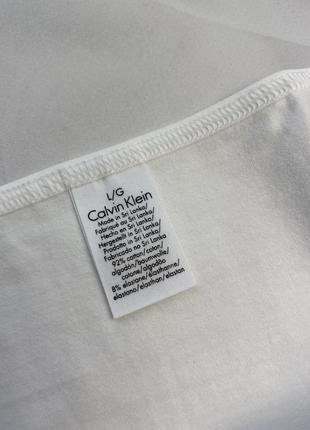 L/G
Calvin Klein
Made in Sri Lanka/
Fabriqué au Sri Lanka/
Hecho en Sri Lanka/
Hergestellt in Sri Lanka/
Prodotto in Sri Lanka/
Fabricado no Sri Lanka
92% cotton/coton/
algodón/baumwolle/
cotone/algodão
8% elastane/élasthanne/
elastano/elasthan/elastan